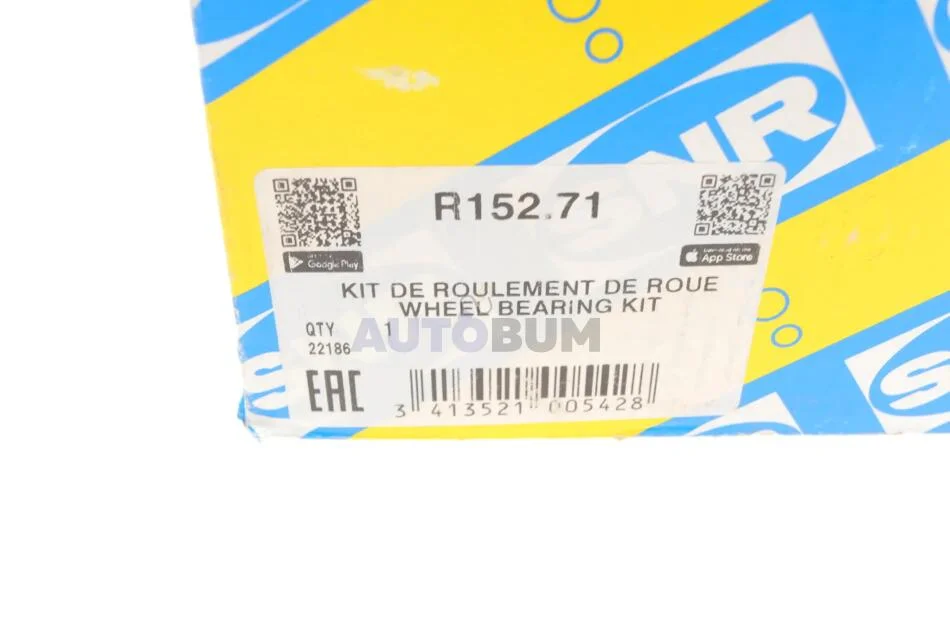 SNR
R152.71
Google Play
App Store
KIT DE ROULEMENT DE ROUE
WHEEL BEARING KIT
QTY 1
AUTOBUM
22186
EAC
3 413521 005428